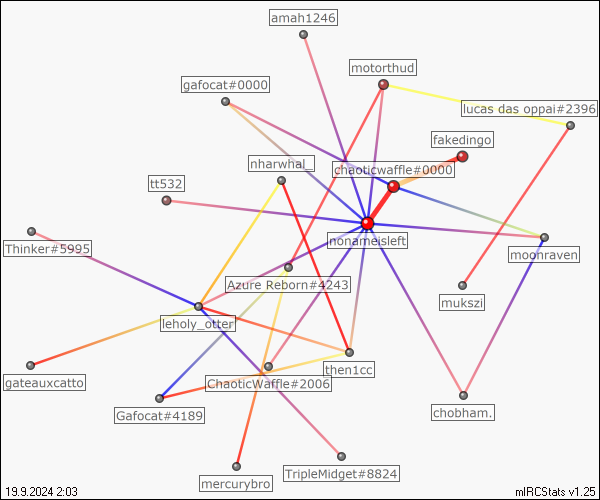 amah1246
motorthud
gafocat#0000
lucas das oppai#2396
fakedingo
nharwhal_
chaoticwaffle#0000
tt532
Thinker#5995
nonameisleft
moonraven
Azure Reborn#4243
mukszi
leholy_otter
then1cc
gateauxcatto
ChaoticWaffle#2006
Gafocat#4189
chobham.
TripleMidget#8824
mercurybro
19.9.2024 2:03
mIRCStats v1.25